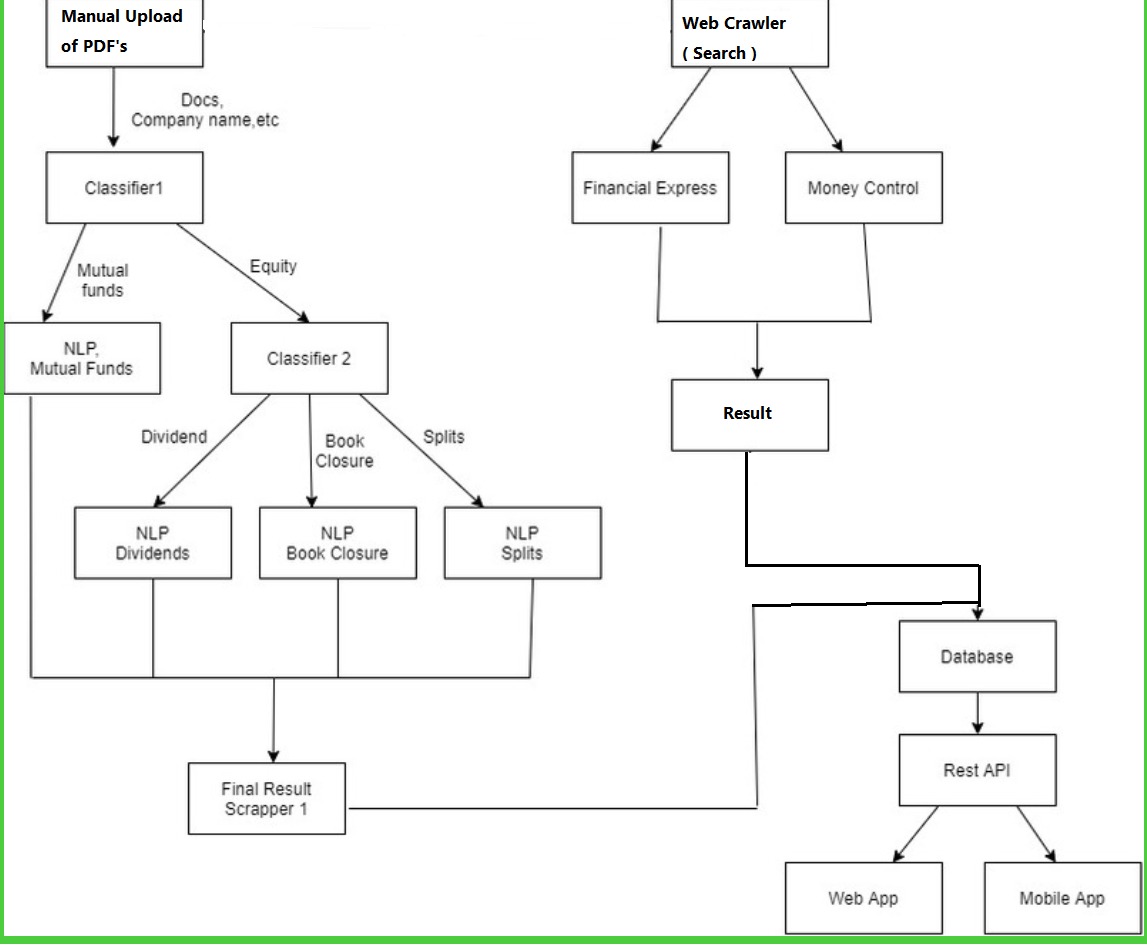 Manual Upload
of PDF's
Web Crawler
( Search )
Docs,
Company name,etc
Classifier1
Financial Express
Money Control
Mutual
funds
Equity
NLP,
Mutual Funds
Classifier 2
Result
Dividend
Book
Closure
Splits
NLP
Dividends
NLP
Book Closure
NLP
Splits
Database
Final Result
Scrapper 1
Rest API
Web App
Mobile App